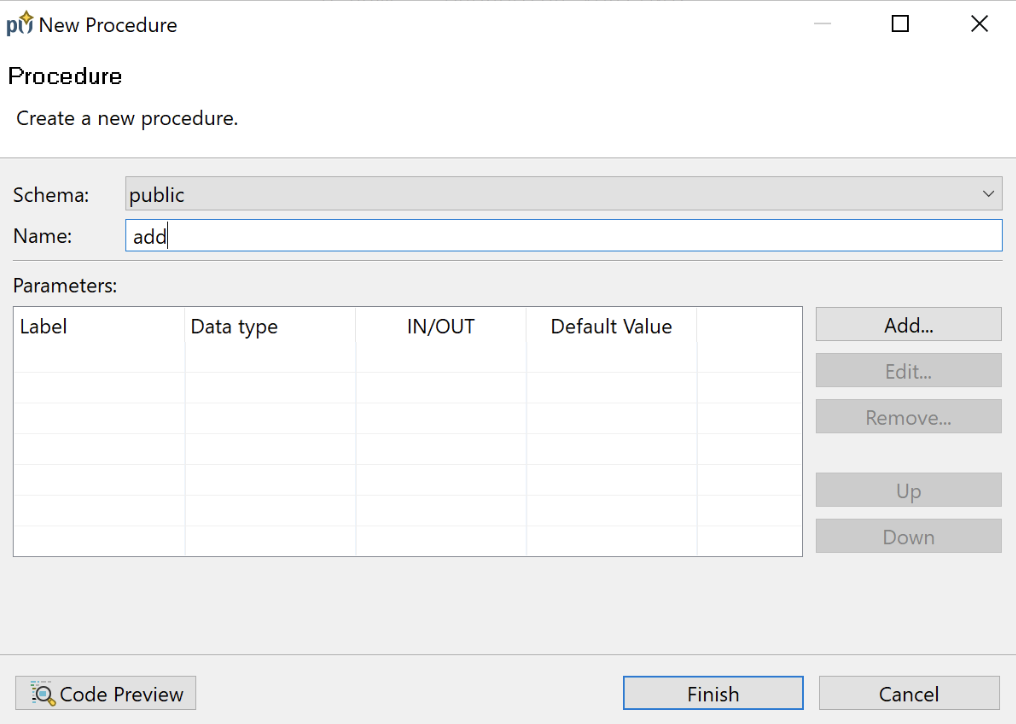 New Procedure
Procedure
Create a new procedure.
Schema: public
Name: add
Parameters:
Label Data type IN/OUT Default Value
Add...
Edit...
Remove...
Up
Down
Code Preview Finish Cancel